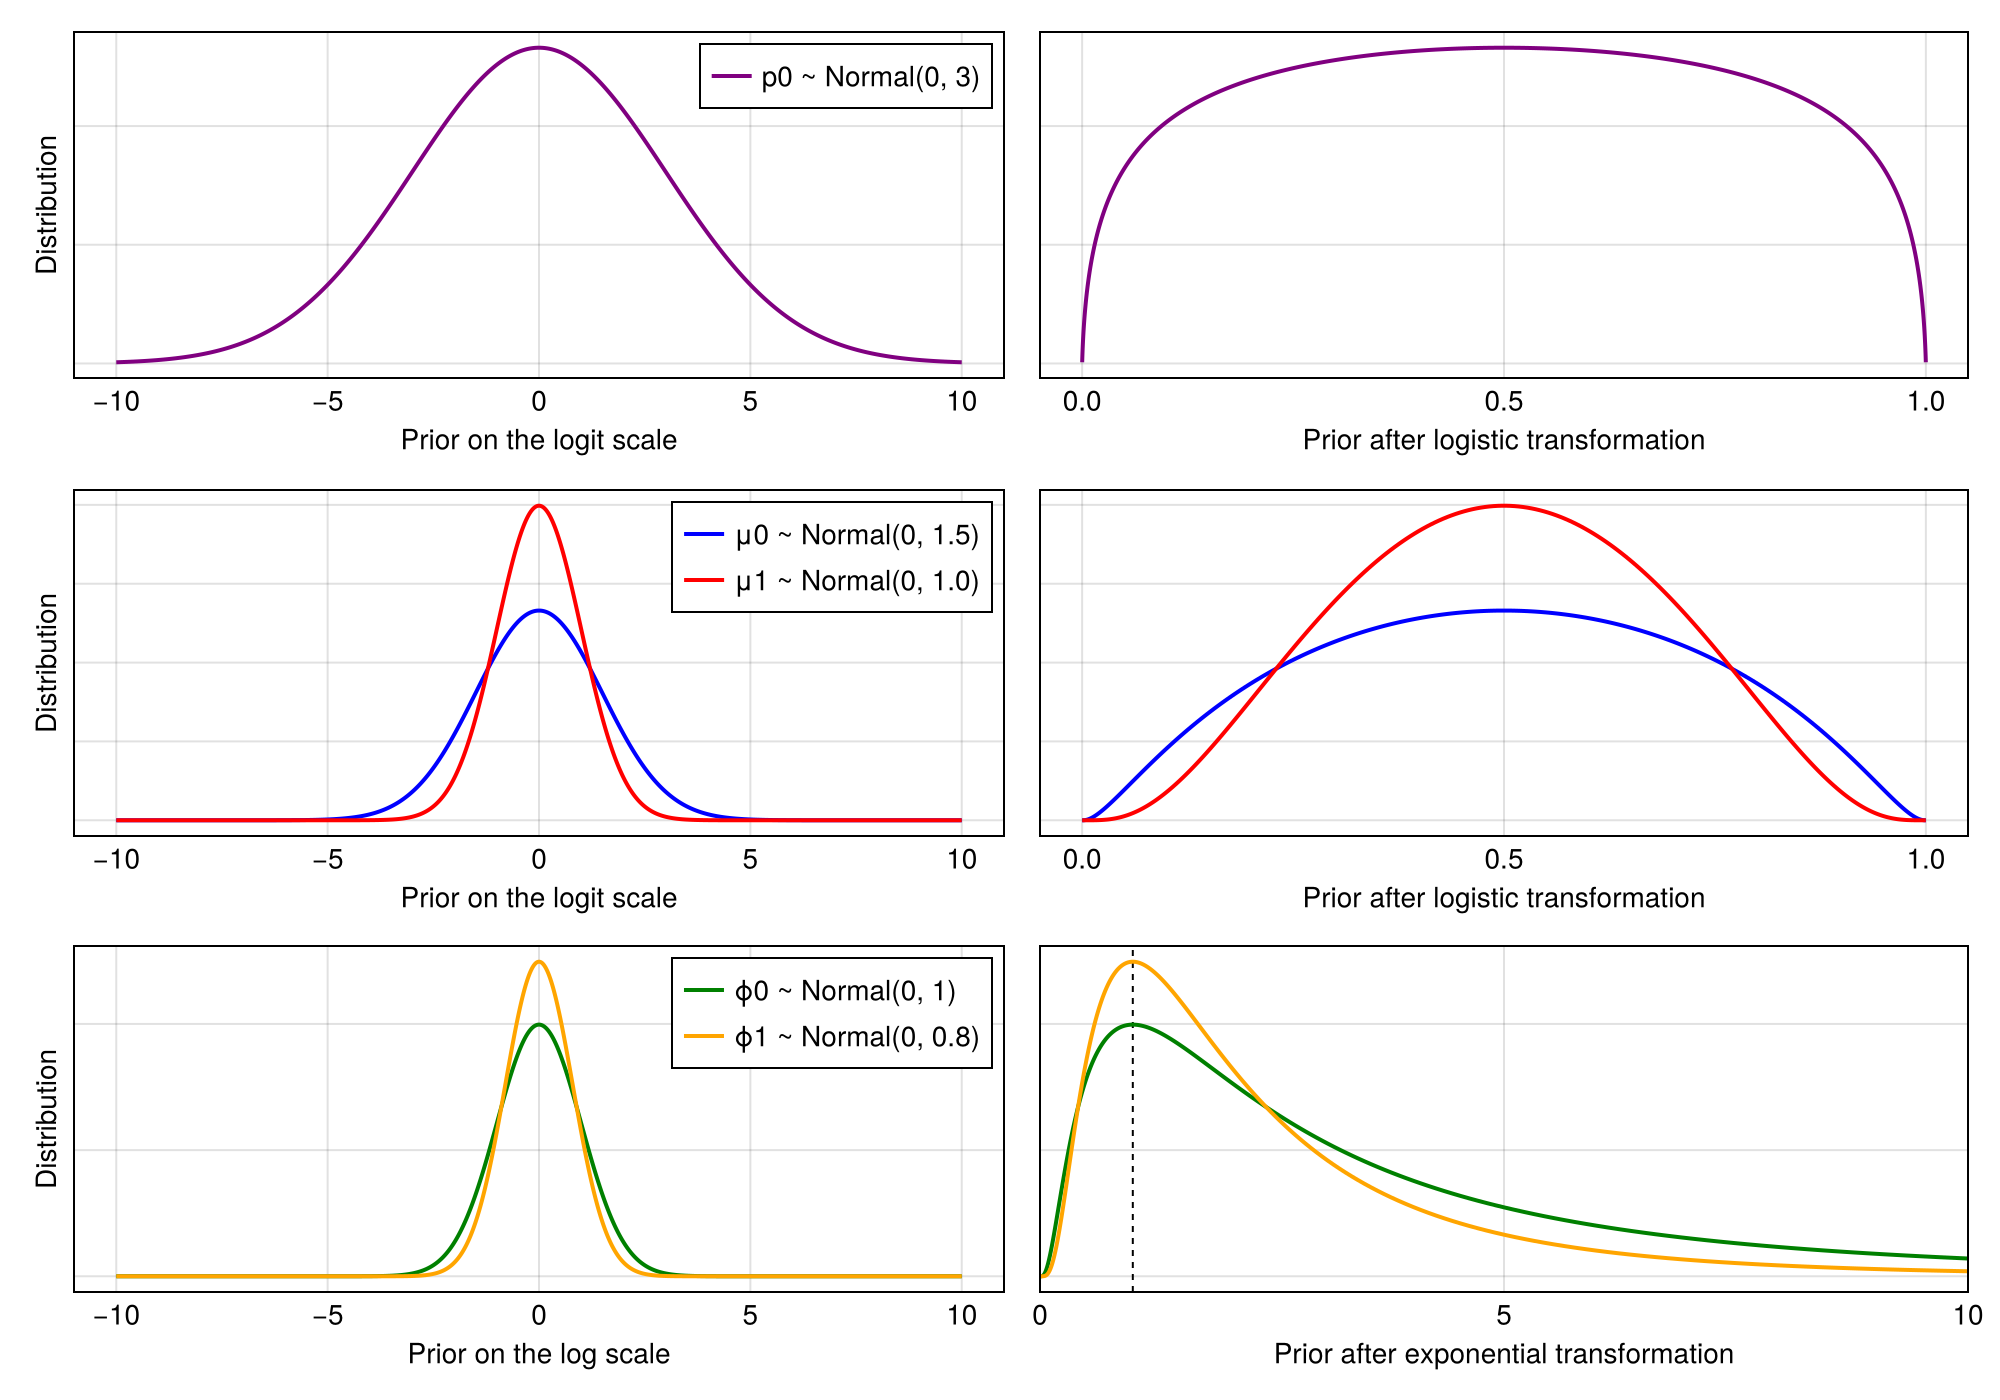 Distribution
p0 ~ Normal(0, 3)
−10 −5 0 5 10
Prior on the logit scale
0.0 0.5 1.0
Prior after logistic transformation
Distribution
μ0 ~ Normal(0, 1.5)
μ1 ~ Normal(0, 1.0)
−10 −5 0 5 10
Prior on the logit scale
0.0 0.5 1.0
Prior after logistic transformation
Distribution
ϕ0 ~ Normal(0, 1)
ϕ1 ~ Normal(0, 0.8)
−10 −5 0 5 10
Prior on the log scale
0 5 10
Prior after exponential transformation